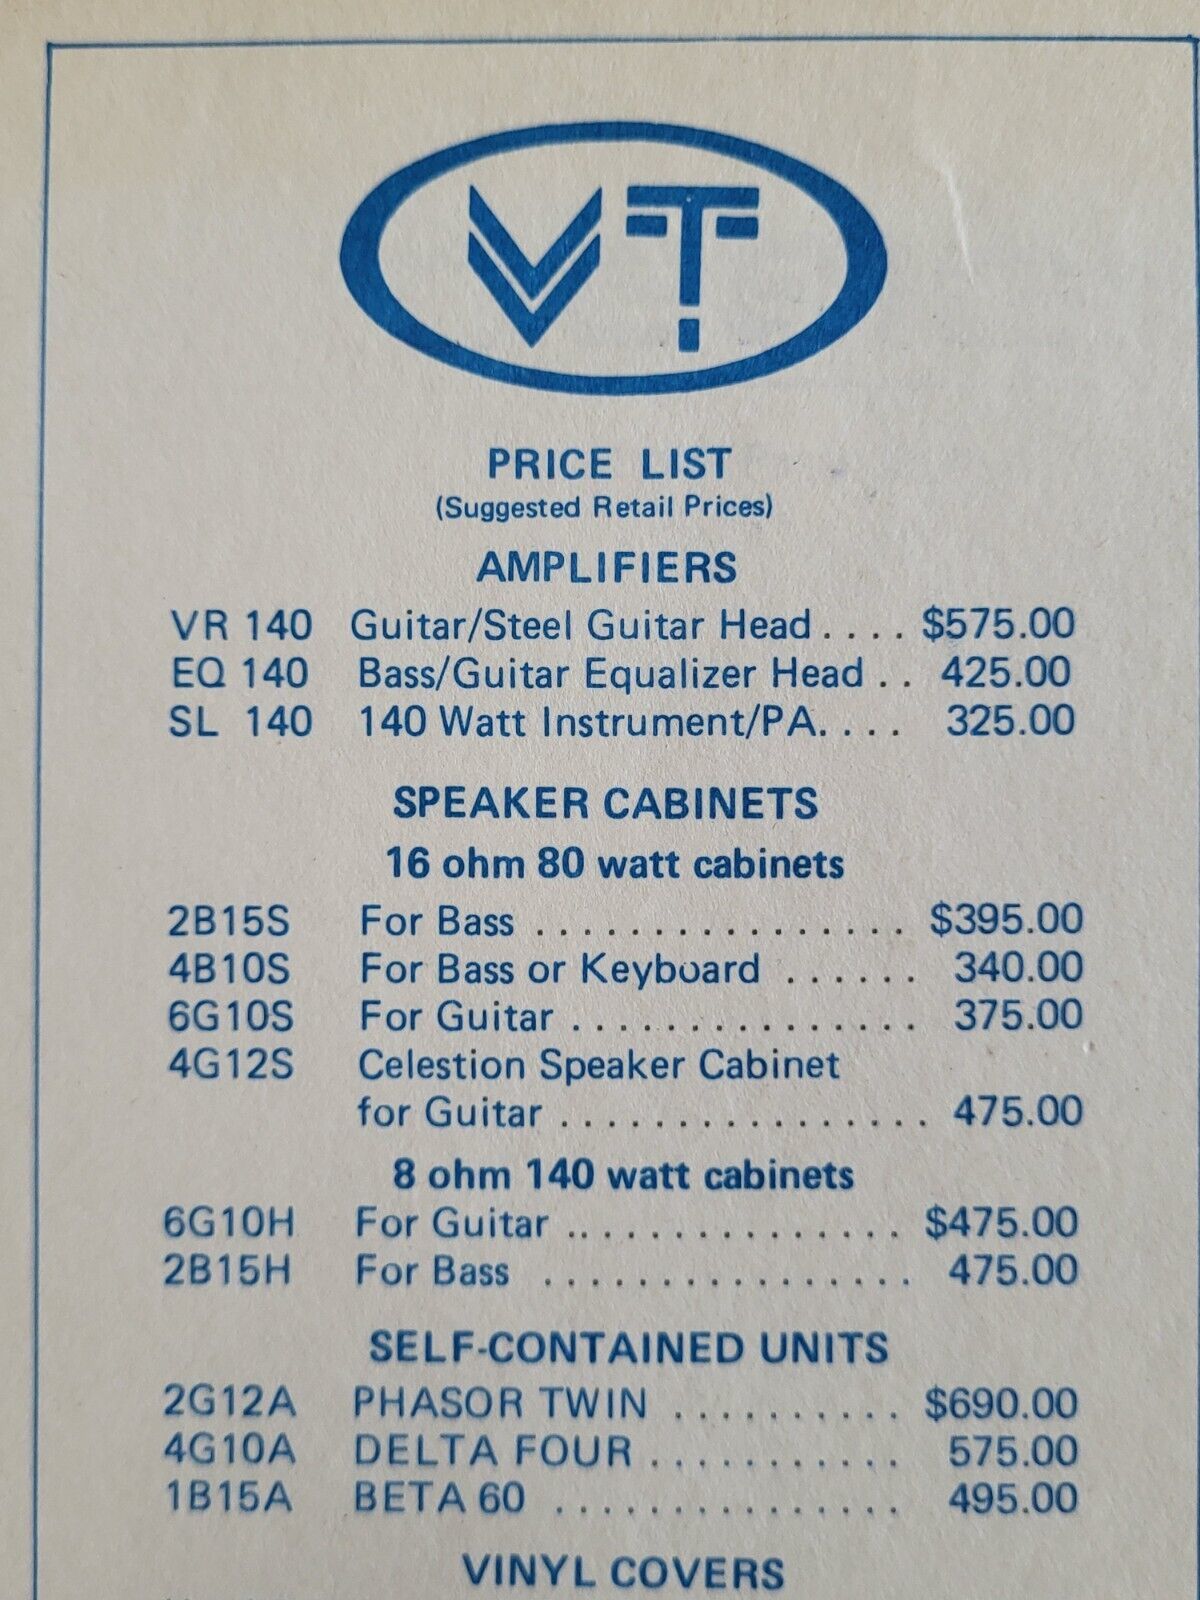 VT
PRICE LIST
(Suggested Retail Prices)
AMPLIFIERS
VR 140 Guitar/Steel Guitar Head . . . . $575.00
EQ 140 Bass/Guitar Equalizer Head . . 425.00
SL 140 140 Watt Instrument/PA. . . . 325.00
SPEAKER CABINETS
16 ohm 80 watt cabinets
2B15S For Bass . . . . . . . . . . . . . . . . $395.00
4B10S For Bass or Keyboard . . . . . . 340.00
6G10S For Guitar . . . . . . . . . . . . . . . 375.00
4G12S Celestion Speaker Cabinet
for Guitar . . . . . . . . . . . . . . . . 475.00
8 ohm 140 watt cabinets
6G10H For Guitar . . . . . . . . . . . . . . . $475.00
2B15H For Bass . . . . . . . . . . . . . . . . 475.00
SELF-CONTAINED UNITS
2G12A PHASOR TWIN . . . . . . . . . . $690.00
4G10A DELTA FOUR . . . . . . . . . . . 575.00
1B15A BETA 60 . . . . . . . . . . . . . . . 495.00
VINYL COVERS